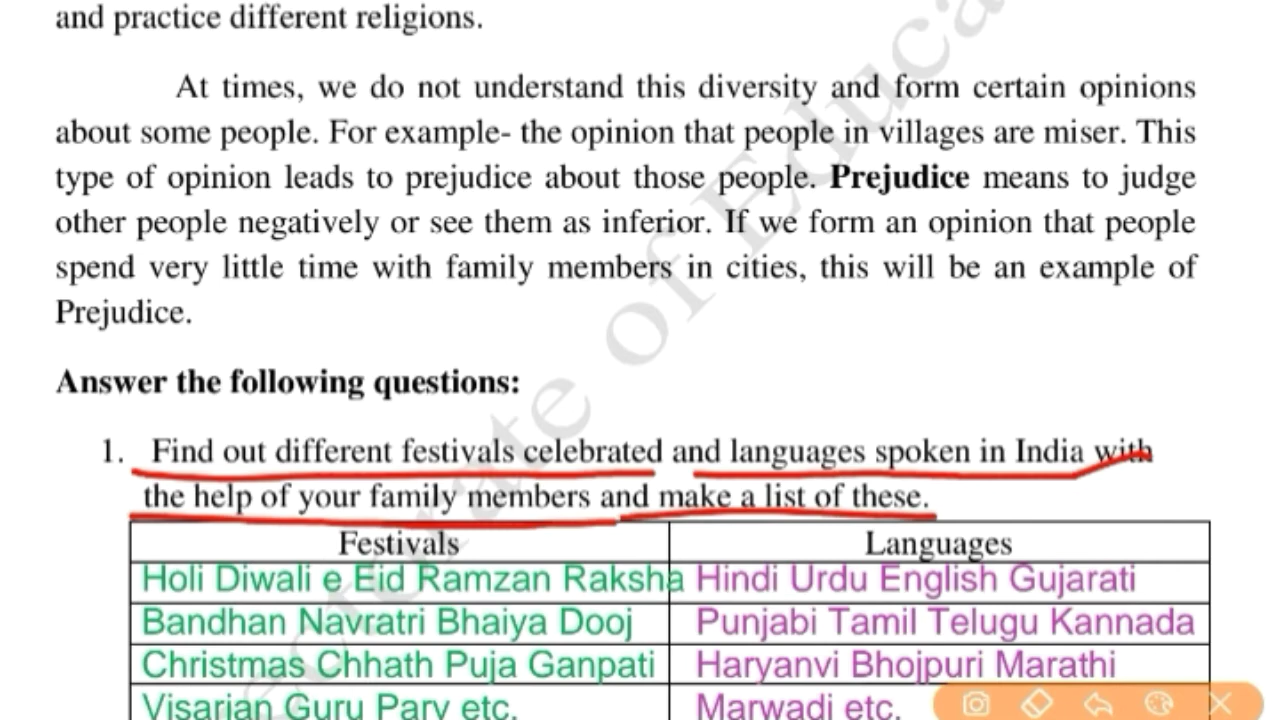 and practice different religions.
At times, we do not understand this diversity and form certain opinions
about some people. For example- the opinion that people in villages are miser. This
type of opinion leads to prejudice about those people. Prejudice means to judge
other people negatively or see them as inferior. If we form an opinion that people
spend very little time with family members in cities, this will be an example of
Prejudice.
Answer the following questions:
1. Find out different festivals celebrated and languages spoken in India with
the help of your family members and make a list of these.
Festivals Languages
Holi Diwali e Eid Ramzan Raksha Hindi Urdu English Gujarati
Bandhan Navratri Bhaiya Dooj Punjabi Tamil Telugu Kannada
Christmas Chhath Puja Ganpati Haryanvi Bhojpuri Marathi
Visarjan Guru Parv etc. Marwadi etc.